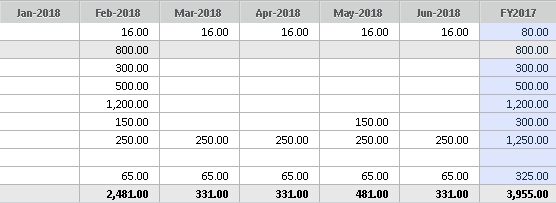 Jan-2018 Feb-2018 Mar-2018 Apr-2018 May-2018 Jun-2018 FY2017
16.00 16.00 16.00 16.00 16.00 80.00
800.00 800.00
300.00 300.00
500.00 500.00
1,200.00 1,200.00
150.00 150.00 300.00
250.00 250.00 250.00 250.00 250.00 1,250.00
65.00 65.00 65.00 65.00 65.00 325.00
2,481.00 331.00 331.00 481.00 331.00 3,955.00